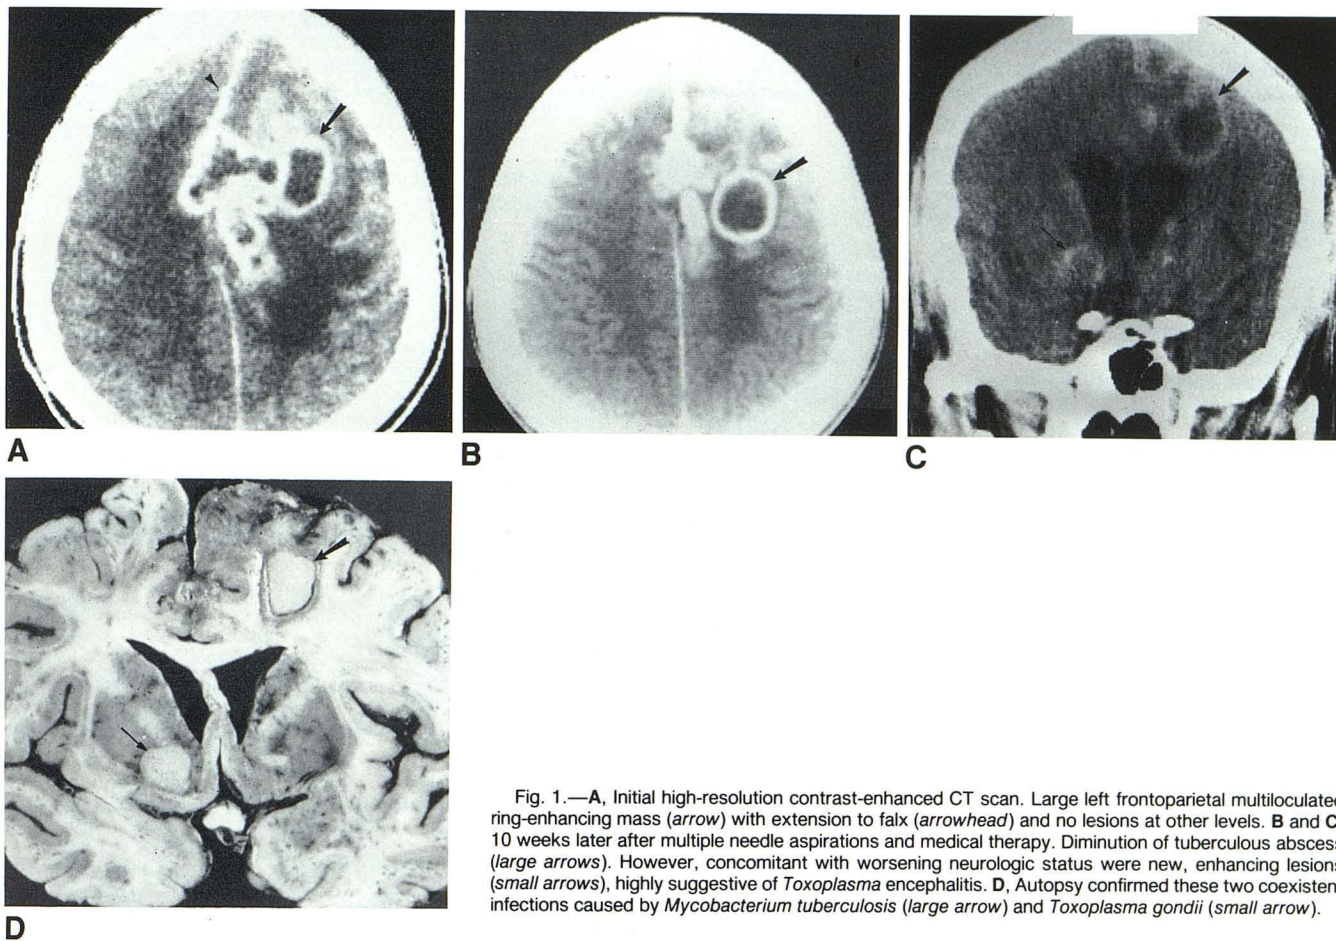 A
B
C
D
Fig. 1.—A, Initial high-resolution contrast-enhanced CT scan. Large left frontoparietal multiloculated
ring-enhancing mass (arrow) with extension to falx (arrowhead) and no lesions at other levels. B and C,
10 weeks later after multiple needle aspirations and medical therapy. Diminution of tuberculous abscess
(large arrows). However, concomitant with worsening neurologic status were new, enhancing lesions
(small arrows), highly suggestive of Toxoplasma encephalitis. D, Autopsy confirmed these two coexistent
infections caused by Mycobacterium tuberculosis (large arrow) and Toxoplasma gondii (small arrow).